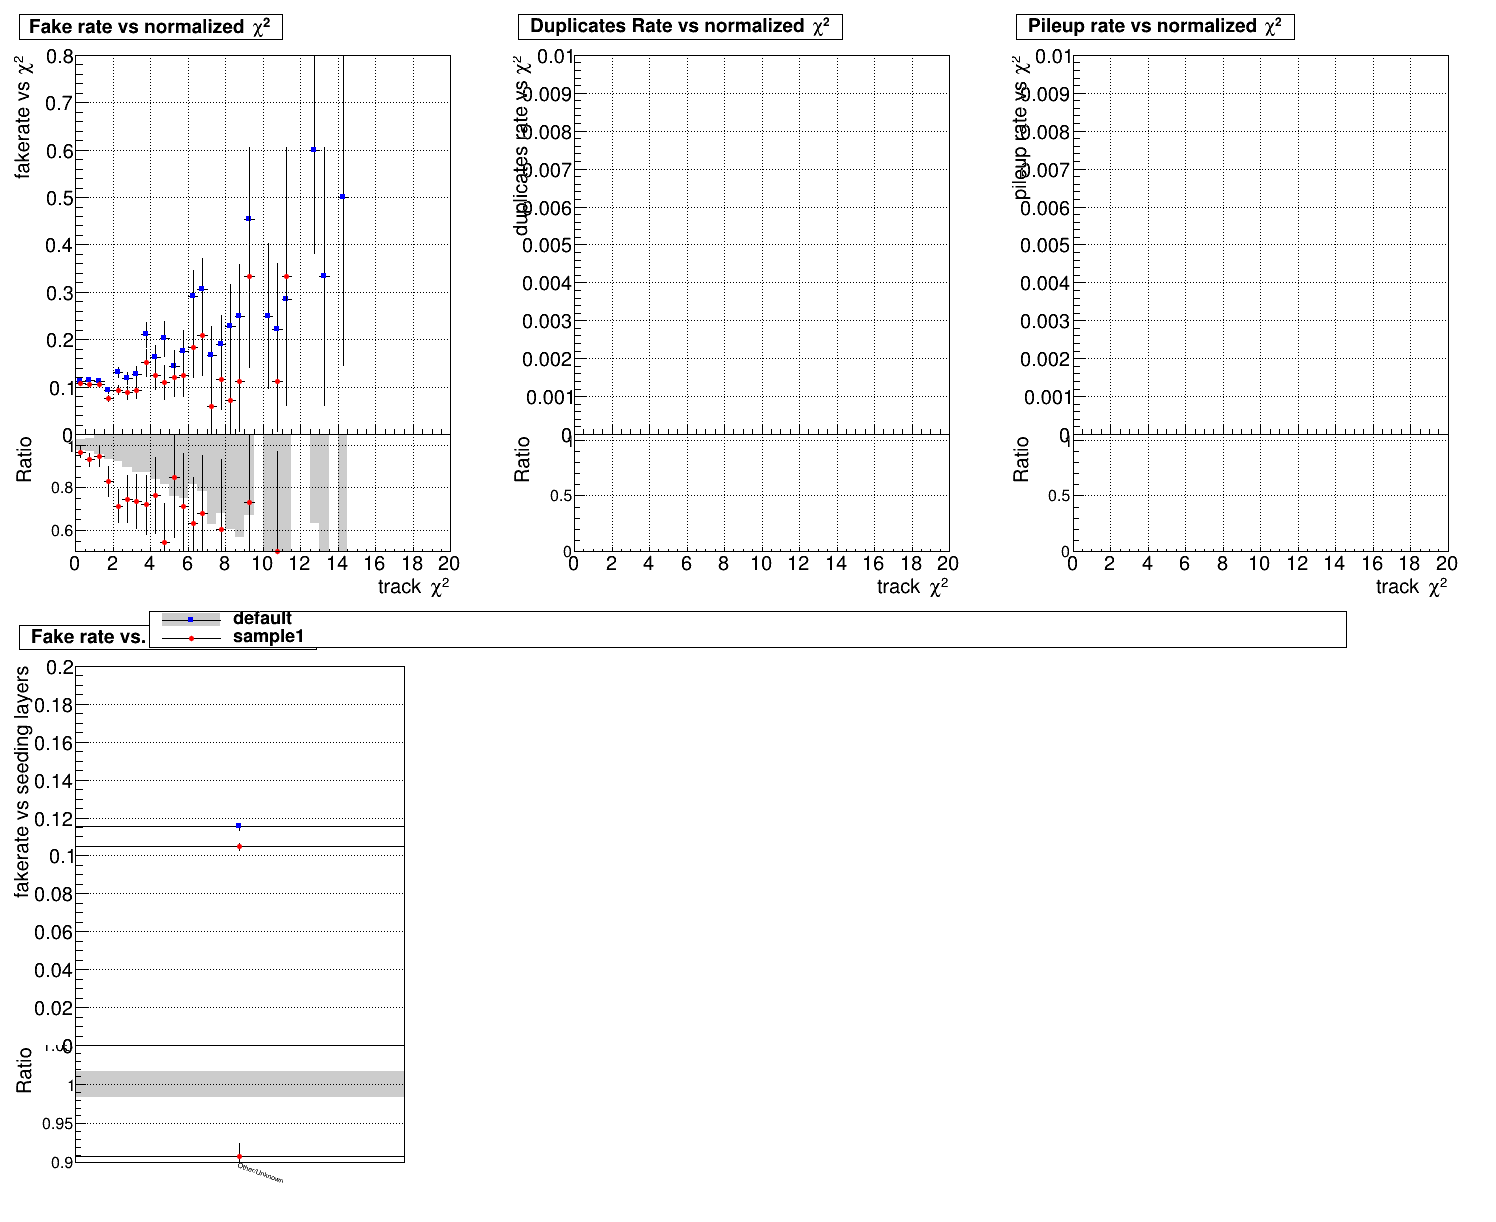 Fake rate vs normalized χ²
fakerate vs χ²
0.8
0.7
0.6
0.5
0.4
0.3
0.2
0.1
0
Ratio
1
0.8
0.6
0 2 4 6 8 10 12 14 16 18 20
track χ²
Duplicates Rate vs normalized χ²
duplicates rate vs χ²
0.01
0.009
0.008
0.007
0.006
0.005
0.004
0.003
0.002
0.001
0
Ratio
1
0.5
0
0 2 4 6 8 10 12 14 16 18 20
track χ²
Pileup rate vs normalized χ²
pileup rate vs χ²
0.01
0.009
0.008
0.007
0.006
0.005
0.004
0.003
0.002
0.001
0
Ratio
1
0.5
0
0 2 4 6 8 10 12 14 16 18 20
track χ²
default
sample1
Fake rate vs.
fakerate vs seeding layers
0.2
0.18
0.16
0.14
0.12
0.1
0.08
0.06
0.04
0.02
0
Ratio
1
0.95
0.9
Other/Unknown